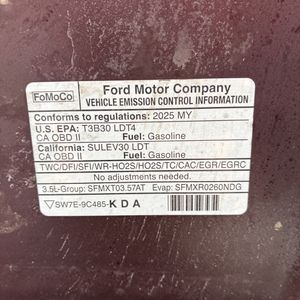 FoMoCo
Ford Motor Company
VEHICLE EMISSION CONTROL INFORMATION
Conforms to regulations: 2025 MY
U.S. EPA: T3B30 LDT4
CA OBD II Fuel: Gasoline
California: SULEV30 LDT
CA OBD II Fuel: Gasoline
TWC/DFI/SFI/WR-HO2S/HO2S/TC/CAC/EGR/EGRC
No adjustments needed.
3.5L-Group: SFMXT03.57AT Evap: SFMXR0260NDG
SW7E-9C485-KDA